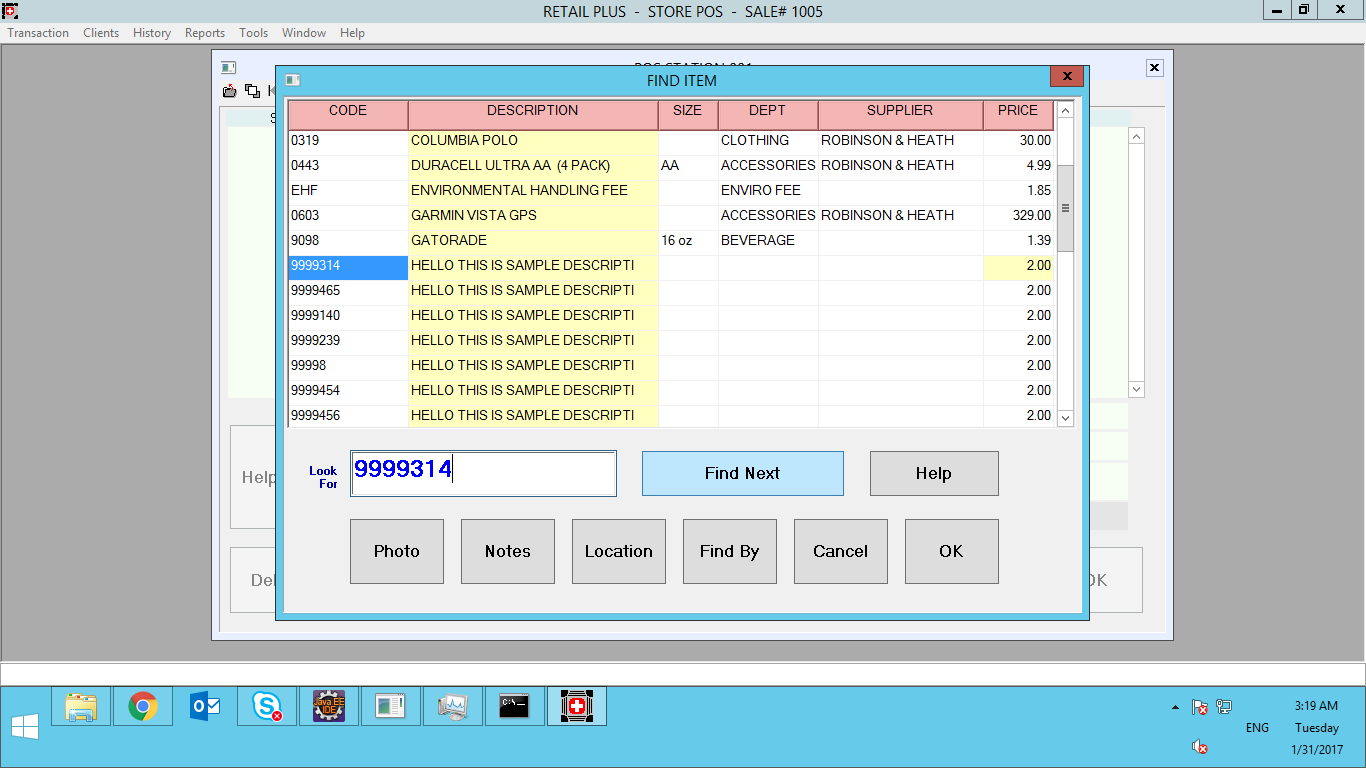 RETAIL PLUS - STORE POS - SALE# 1005
Transaction Clients History Reports Tools Window Help
FIND ITEM
CODE DESCRIPTION SIZE DEPT SUPPLIER PRICE
0319 COLUMBIA POLO CLOTHING ROBINSON & HEATH 30.00
0443 DURACELL ULTRA AA (4 PACK) AA ACCESSORIES ROBINSON & HEATH 4.99
EHF ENVIRONMENTAL HANDLING FEE ENVIRO FEE 1.85
0603 GARMIN VISTA GPS ACCESSORIES ROBINSON & HEATH 329.00
9098 GATORADE 16 oz BEVERAGE 1.39
9999314 HELLO THIS IS SAMPLE DESCRIPTI 2.00
9999465 HELLO THIS IS SAMPLE DESCRIPTI 2.00
9999140 HELLO THIS IS SAMPLE DESCRIPTI 2.00
9999239 HELLO THIS IS SAMPLE DESCRIPTI 2.00
99998 HELLO THIS IS SAMPLE DESCRIPTI 2.00
9999454 HELLO THIS IS SAMPLE DESCRIPTI 2.00
9999456 HELLO THIS IS SAMPLE DESCRIPTI 2.00
Look For 9999314 Find Next Help
Help
Photo Notes Location Find By Cancel OK
Del OK
Java EE
IDE
C:\
3:19 AM
ENG Tuesday
1/31/2017